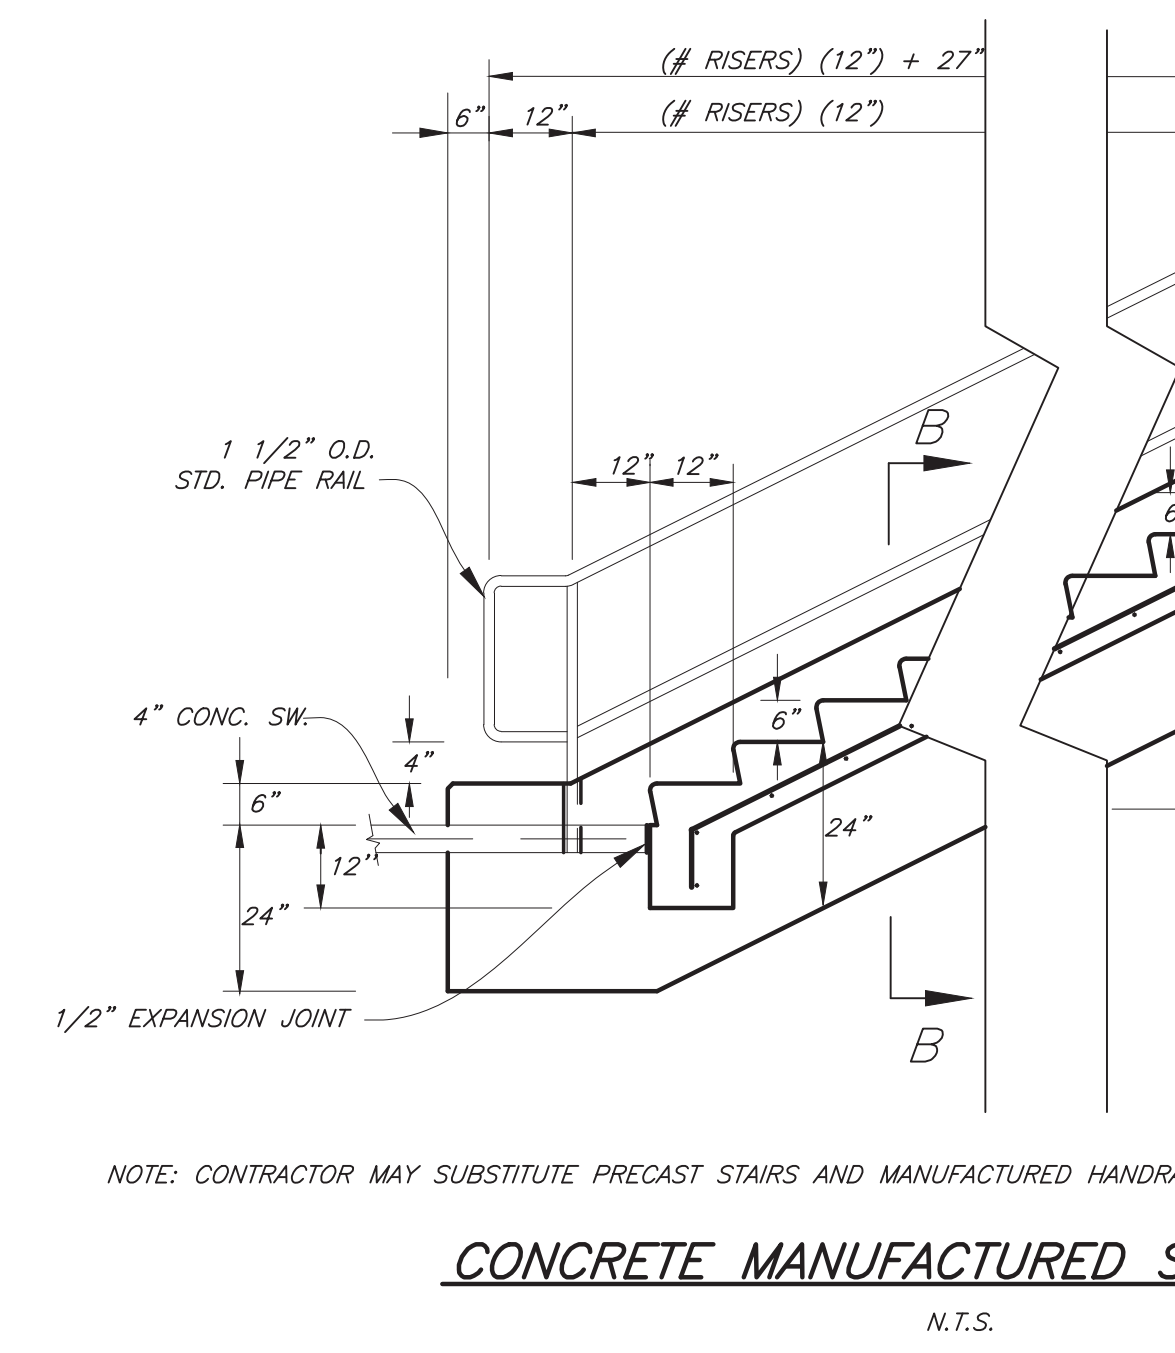 (# RISERS) (12") + 27"
6" 12" (# RISERS) (12")
B
1 1/2" O.D.
STD. PIPE RAIL
12" 12"
6
4" CONC. SW.
6"
4"
6"
12"
24"
24"
1/2" EXPANSION JOINT
B
NOTE: CONTRACTOR MAY SUBSTITUTE PRECAST STAIRS AND MANUFACTURED HANDRA
CONCRETE MANUFACTURED S
N.T.S.